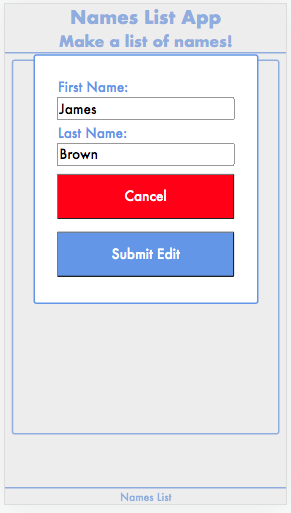 Names List App
Make a list of names!
First Name:
James
Last Name:
Brown
Cancel
Submit Edit
Names List